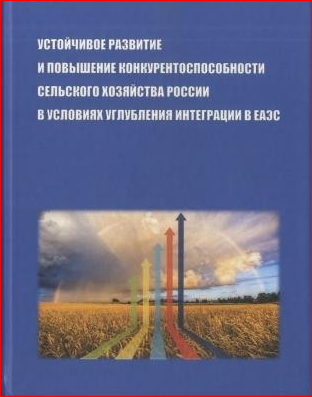 УСТОЙЧИВОЕ РАЗВИТИЕ
И ПОВЫШЕНИЕ КОНКУРЕНТОСПОСОБНОСТИ
СЕЛЬСКОГО ХОЗЯЙСТВА РОССИИ
В УСЛОВИЯХ УГЛУБЛЕНИЯ ИНТЕГРАЦИИ В ЕАЭС